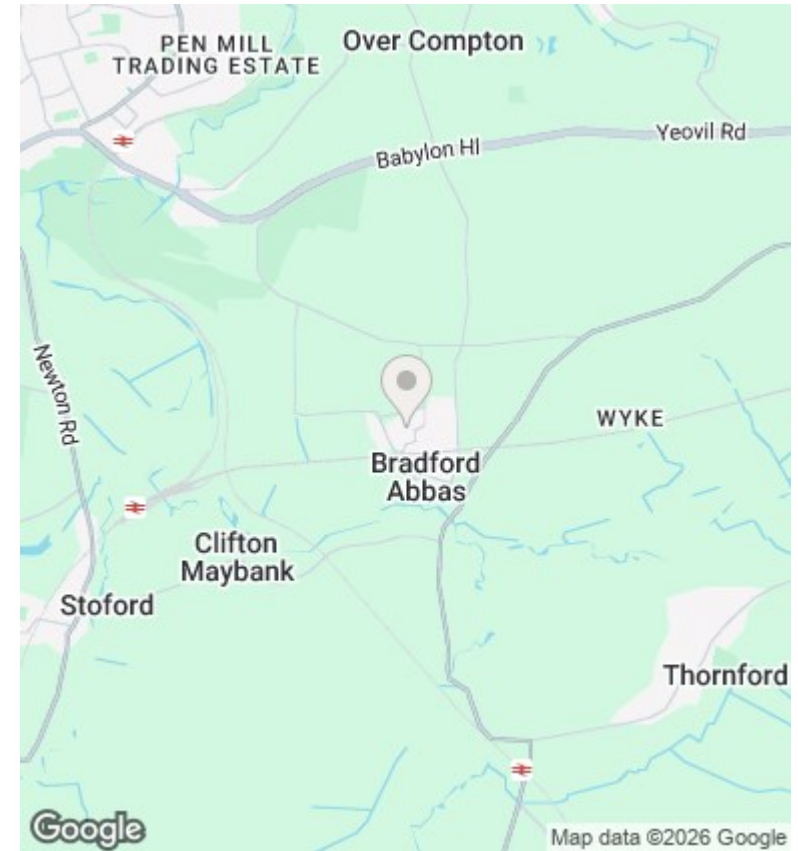 PEN MILL
TRADING ESTATE
Over Compton
Yeovil Rd
Babylon Hl
Newton Rd
WYKE
Bradford
Abbas
Clifton
Maybank
Stoford
Thornford
Google
Map data ©2026 Google